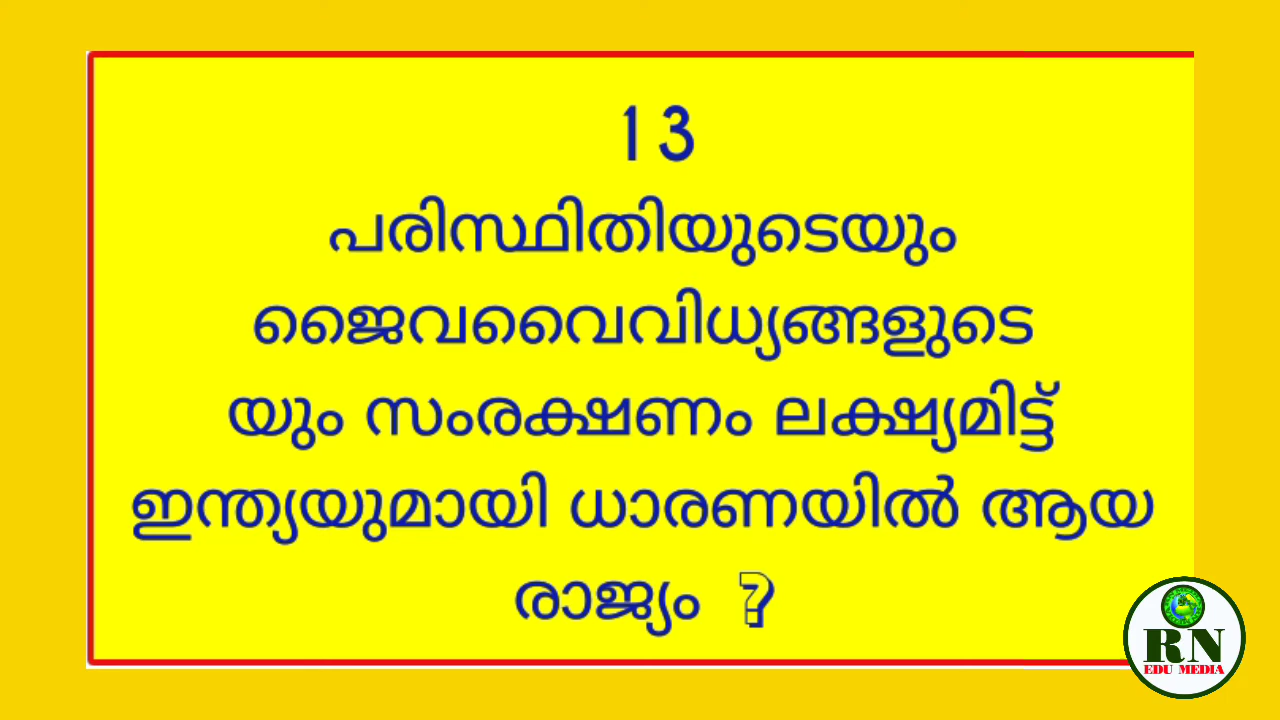 13
പരിസ്ഥിതിയുടെയും
ജൈവവൈവിധ്യങ്ങളുടെ
യും സംരക്ഷണം ലക്ഷ്യമിട്ട്
ഇന്ത്യയുമായി ധാരണയിൽ ആയ
രാജ്യം ?
RN
EDU MEDIA